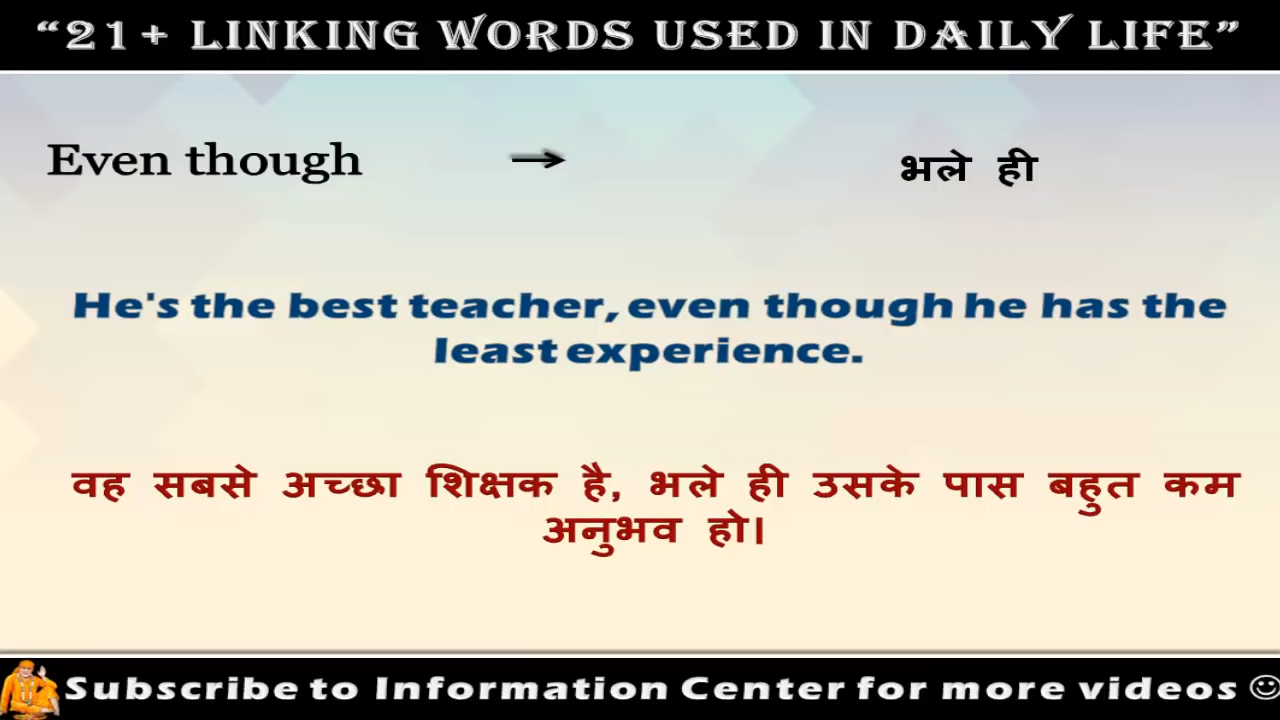 “21+ LINKING WORDS USED IN DAILY LIFE”
Even though → भले ही
He's the best teacher, even though he has the
least experience.
वह सबसे अच्छा शिक्षक है, भले ही उसके पास बहुत कम
अनुभव हो।
Subscribe to Information Center for more videos ☺